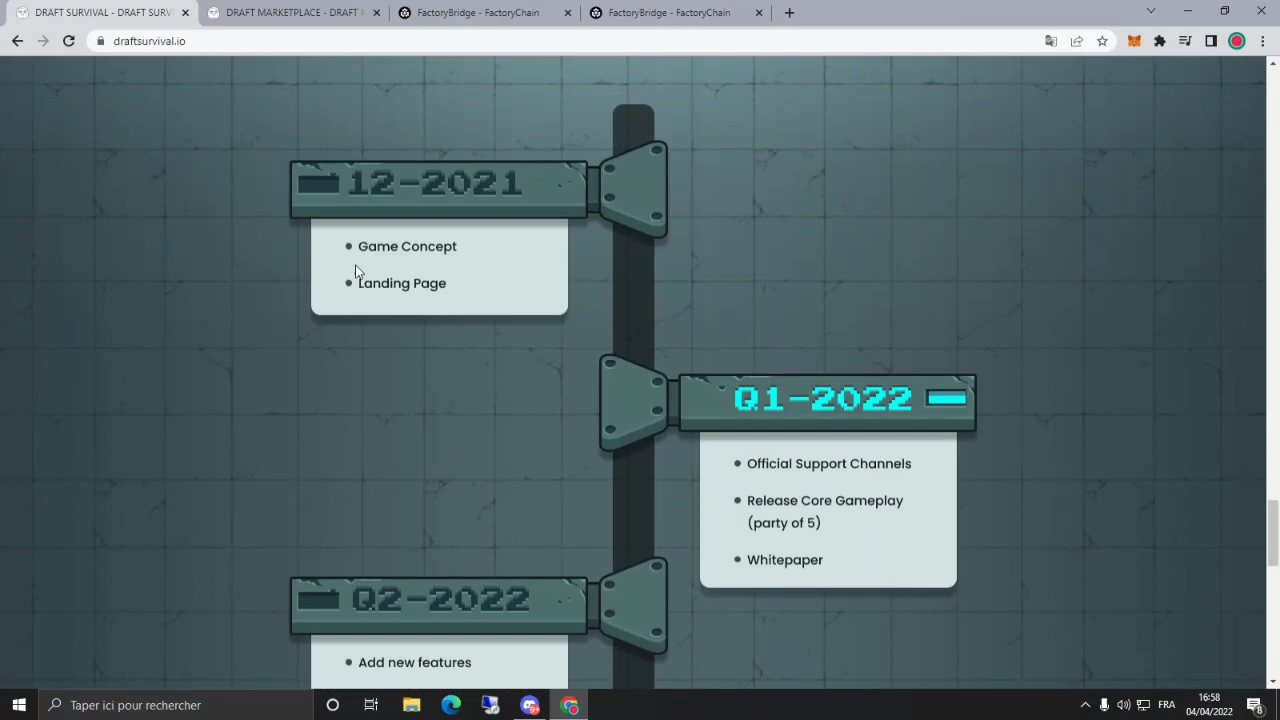 DRAFT SURVIVAL - DRAFT SURV
DRAFT MARKETPLACE - DRAFT M
FactoryBridge - FactoryChain
FactoryBridge - FactoryChain
draftsurvival.io
12-2021
Game Concept
Landing Page
Q1-2022
Official Support Channels
Release Core Gameplay
(party of 5)
Whitepaper
Q2-2022
Add new features
Taper ici pour rechercher
FRA
16:58
04/04/2022
8